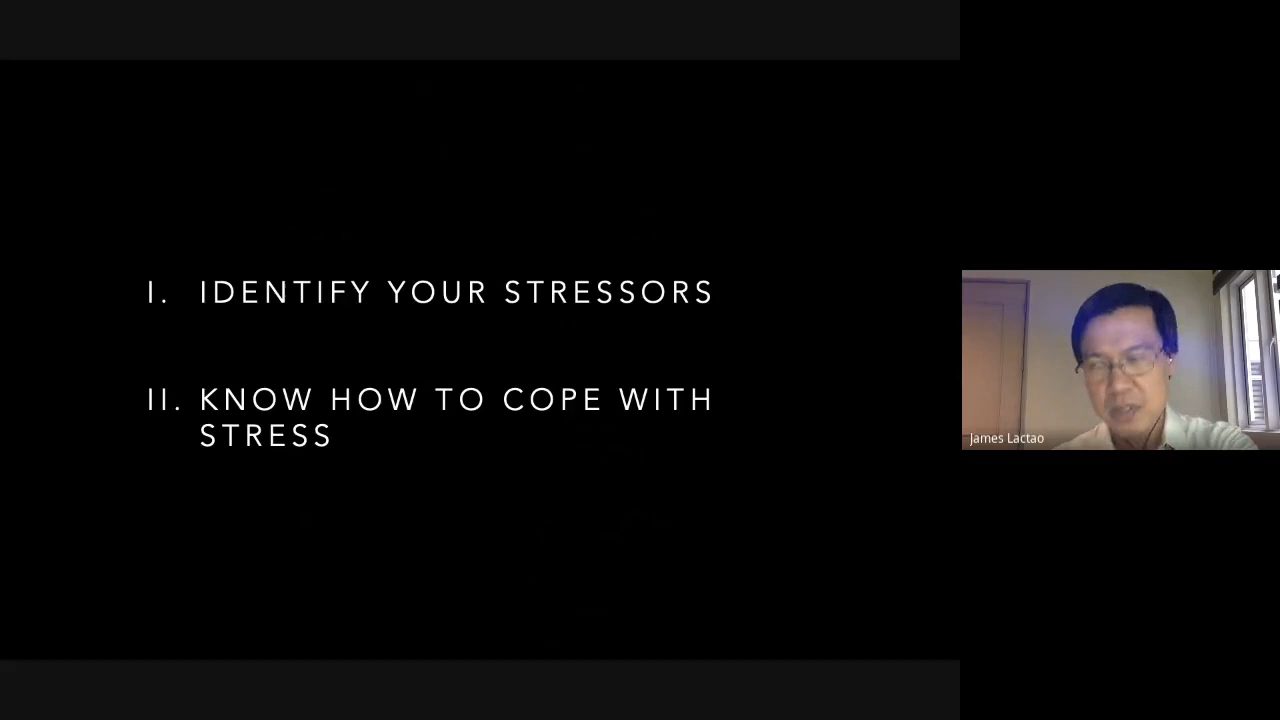 I. IDENTIFY YOUR STRESSORS
II. KNOW HOW TO COPE WITH
STRESS
James Lactao